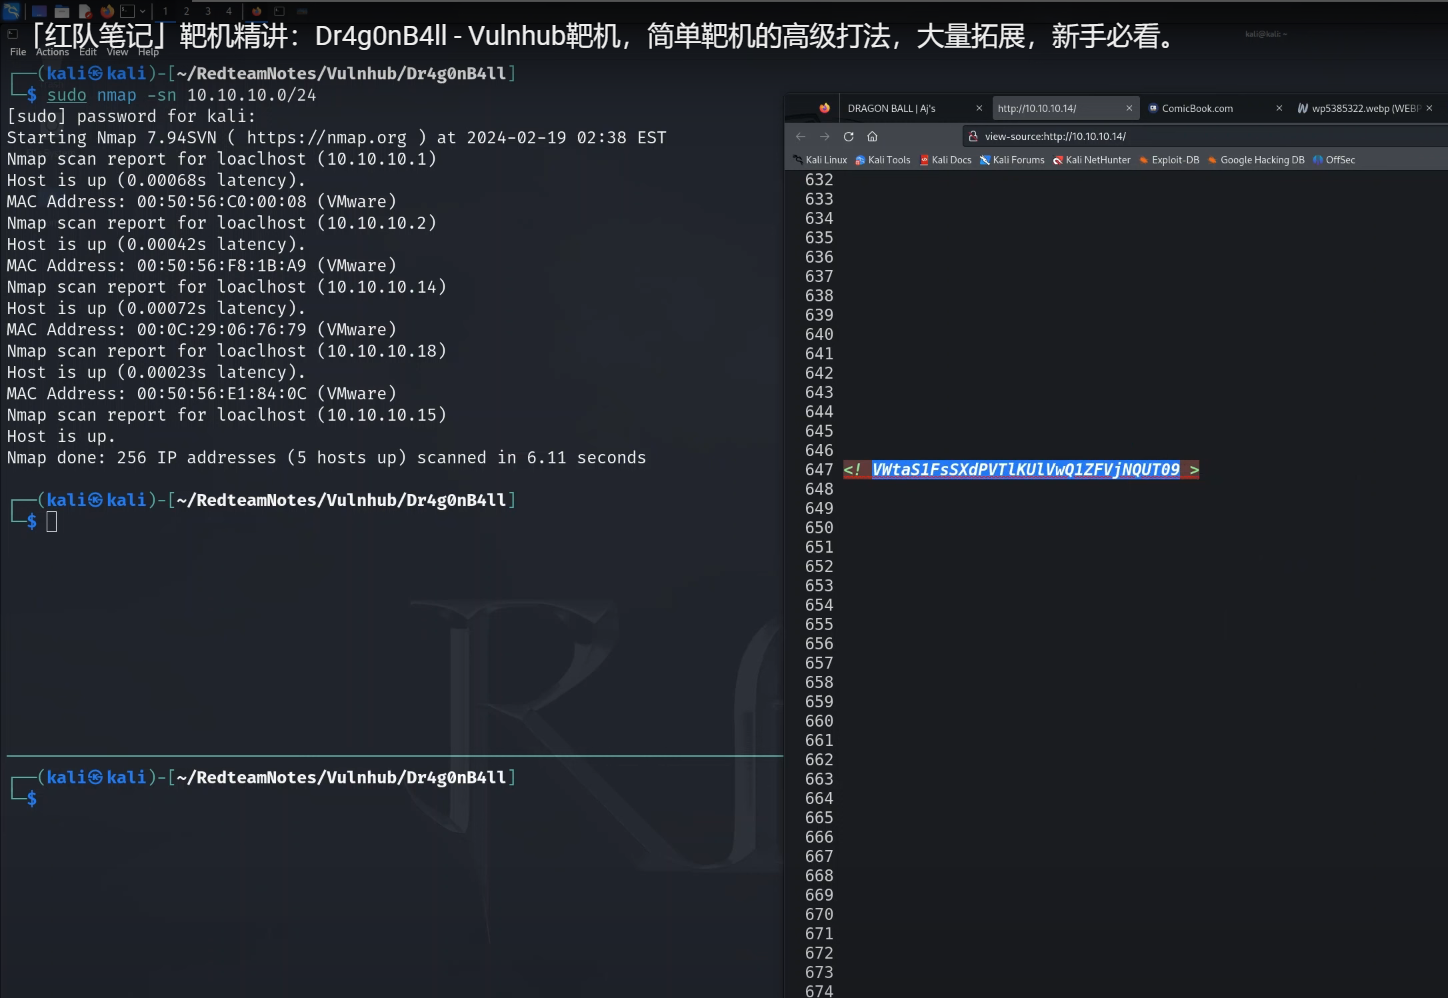 「红队笔记」靶机精讲：Dr4g0nB4ll - Vulnhub靶机，简单靶机的高级打法，大量拓展，新手必看。
1 2 3 4
kali@kali
File Actions Edit View Help
(kali㉿kali)-[~/RedteamNotes/Vulnhub/Dr4g0nB4ll]
$ sudo nmap -sn 10.10.10.0/24
[sudo] password for kali:
Starting Nmap 7.94SVN ( https://nmap.org ) at 2024-02-19 02:38 EST
Nmap scan report for loaclhost (10.10.10.1)
Host is up (0.00068s latency).
MAC Address: 00:50:56:C0:00:08 (VMware)
Nmap scan report for loaclhost (10.10.10.2)
Host is up (0.00042s latency).
MAC Address: 00:50:56:F8:1B:A9 (VMware)
Nmap scan report for loaclhost (10.10.10.14)
Host is up (0.00072s latency).
MAC Address: 00:0C:29:06:76:79 (VMware)
Nmap scan report for loaclhost (10.10.10.18)
Host is up (0.00023s latency).
MAC Address: 00:50:56:E1:84:0C (VMware)
Nmap scan report for loaclhost (10.10.10.15)
Host is up.
Nmap done: 256 IP addresses (5 hosts up) scanned in 6.11 seconds
(kali㉿kali)-[~/RedteamNotes/Vulnhub/Dr4g0nB4ll]
$
(kali㉿kali)-[~/RedteamNotes/Vulnhub/Dr4g0nB4ll]
$
DRAGON BALL | Aj's
http://10.10.10.14/
ComicBook.com
wp5385322.webp (WEBP
view-source:http://10.10.10.14/
Kali Linux Kali Tools Kali Docs Kali Forums Kali NetHunter Exploit-DB Google Hacking DB OffSec
632
633
634
635
636
637
638
639
640
641
642
643
644
645
646
647 <! VWtaS1FsSXdPVTlKUlVwQ1ZFVjNQUT09 >
648
649
650
651
652
653
654
655
656
657
658
659
660
661
662
663
664
665
666
667
668
669
670
671
672
673
674